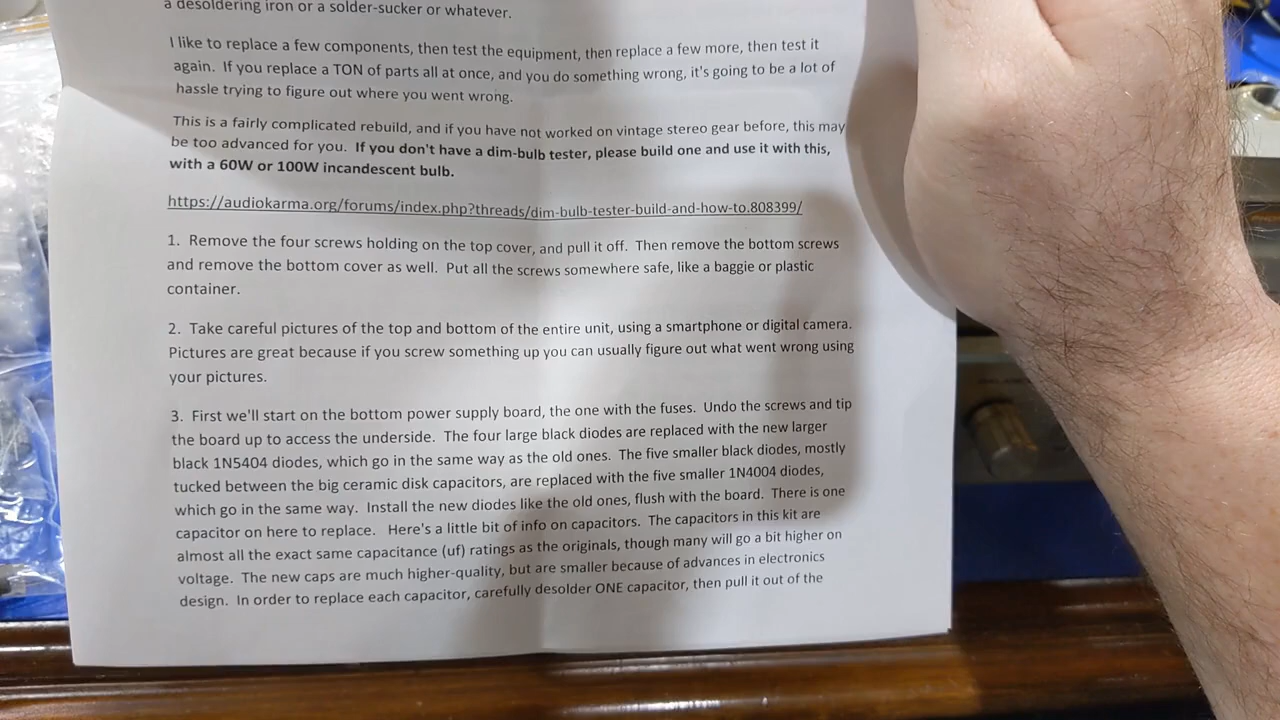 a desoldering iron or a solder-sucker or whatever.
I like to replace a few components, then test the equipment, then replace a few more, then test it
again.  If you replace a TON of parts all at once, and you do something wrong, it's going to be a lot of
hassle trying to figure out where you went wrong.
This is a fairly complicated rebuild, and if you have not worked on vintage stereo gear before, this may
be too advanced for you.  If you don't have a dim-bulb tester, please build one and use it with this,
with a 60W or 100W incandescent bulb.
https://audiokarma.org/forums/index.php?threads/dim-bulb-tester-build-and-how-to.808399/
1.  Remove the four screws holding on the top cover, and pull it off.  Then remove the bottom screws
and remove the bottom cover as well.  Put all the screws somewhere safe, like a baggie or plastic
container.
2.  Take careful pictures of the top and bottom of the entire unit, using a smartphone or digital camera.
Pictures are great because if you screw something up you can usually figure out what went wrong using
your pictures.
3.  First we'll start on the bottom power supply board, the one with the fuses.  Undo the screws and tip
the board up to access the underside.  The four large black diodes are replaced with the new larger
black 1N5404 diodes, which go in the same way as the old ones.  The five smaller black diodes, mostly
tucked between the big ceramic disk capacitors, are replaced with the five smaller 1N4004 diodes,
which go in the same way.  Install the new diodes like the old ones, flush with the board.  There is one
capacitor on here to replace.   Here's a little bit of info on capacitors.  The capacitors in this kit are
almost all the exact same capacitance (uf) ratings as the originals, though many will go a bit higher on
voltage.  The new caps are much higher-quality, but are smaller because of advances in electronics
design.  In order to replace each capacitor, carefully desolder ONE capacitor, then pull it out of the